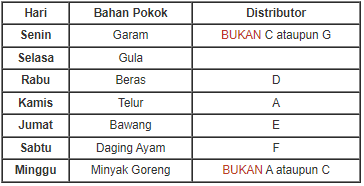 Hari Bahan Pokok Distributor
Senin Garam BUKAN C ataupun G
Selasa Gula
Rabu Beras D
Kamis Telur A
Jumat Bawang E
Sabtu Daging Ayam F
Minggu Minyak Goreng BUKAN A ataupun C